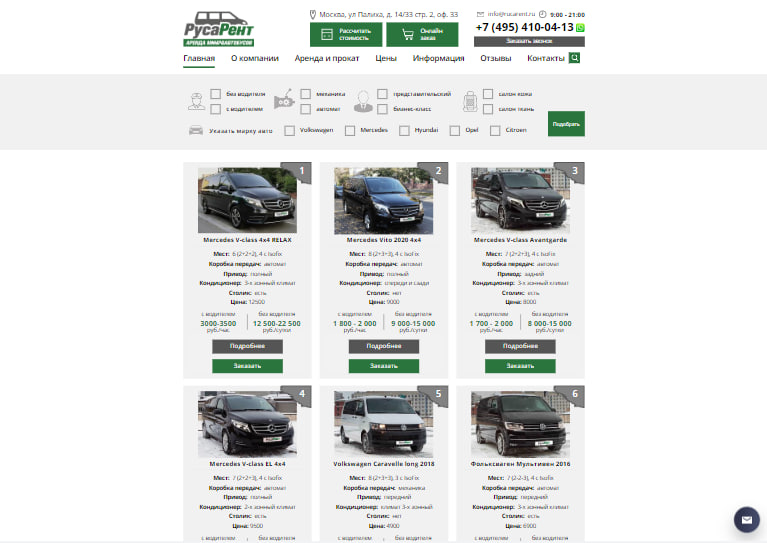 РусаРент
АРЕНДА МИКРОАВТОБУСОВ
Москва, ул Палиха, д. 14/33 стр. 2, оф. 33
Рассчитать стоимость
Онлайн заказ
info@rucarent.ru
9:00 - 21:00
+7 (495) 410-04-13
Заказать звонок
Главная
О компании
Аренда и прокат
Цены
Информация
Отзывы
Контакты
без водителя
с водителем
механика
автомат
представительский
бизнес-класс
салон кожа
салон ткань
Указать марку авто
Volkswagen
Mercedes
Hyundai
Opel
Citroen
Подобрать
1
Mercedes V-class 4x4 RELAX
Мест: 6 (2+2+2), 4 с Isofix
Коробка передач: автомат
Привод: полный
Кондиционер: 3-х зонный климат
Столик: есть
Цена: 12500
с водителем
3000-3500
руб./час
без водителя
12 500-22 500
руб./сутки
Подробнее
Заказать
2
Mercedes Vito 2020 4x4
Мест: 8 (2+3+3), 4 с Isofix
Коробка передач: автомат
Привод: полный
Кондиционер: спереди и сзади
Столик: нет
Цена: 9000
с водителем
1 800 - 2 000
руб./час
без водителя
9 000-15 000
руб./сутки
Подробнее
Заказать
3
Mercedes V-class Avantgarde
Мест: 7 (2+2+3), 4 с Isofix
Коробка передач: автомат
Привод: задний
Кондиционер: 3-х зонный климат
Столик: есть
Цена: 8000
с водителем
1 700 - 2 000
руб./час
без водителя
8 000-15 000
руб./сутки
Подробнее
Заказать
4
Mercedes V-class EL 4x4
Мест: 7 (2+2+3), 4 с Isofix
Коробка передач: автомат
Привод: полный
Кондиционер: 2-х зонный климат
Столик: есть
Цена: 9500
с водителем
без водителя
5
Volkswagen Caravelle long 2018
Мест: 8 (2+3+3), 3 с Isofix
Коробка передач: механика
Привод: передний
Кондиционер: климат 3-х зонный
Столик: нет
Цена: 4900
с водителем
без водителя
6
Фольксваген Мультивен 2016
Мест: 7 (2-2-3), 4 с Isofix
Коробка передач: автомат
Привод: передний
Кондиционер: 3-х зонный климат
Столик: есть
Цена: 6900
с водителем
без водителя